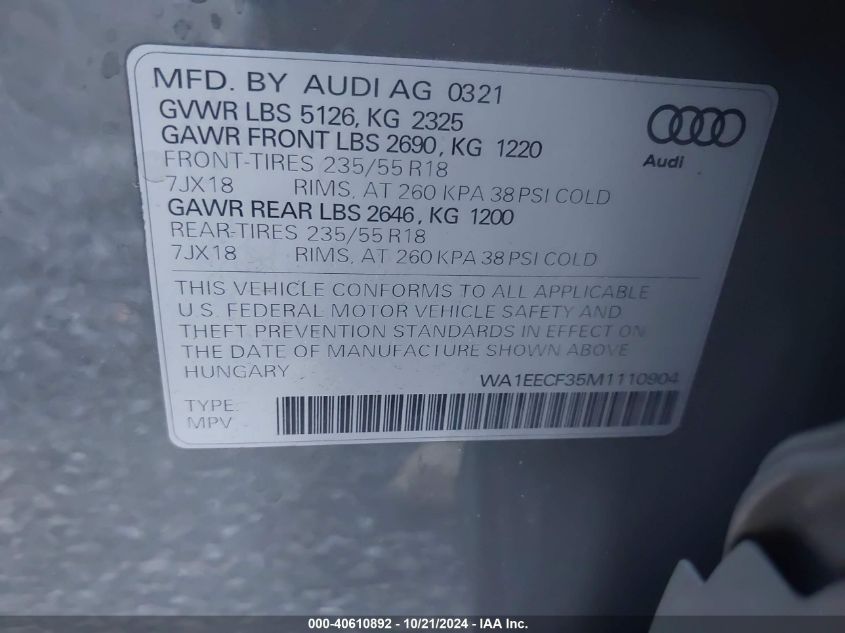 MFD. BY AUDI AG 0321
GVWR LBS 5126, KG 2325
GAWR FRONT LBS 2690, KG 1220
FRONT-TIRES 235/55 R18
7JX18 RIMS, AT 260 KPA 38 PSI COLD
GAWR REAR LBS 2646, KG 1200
REAR-TIRES 235/55 R18
7JX18 RIMS, AT 260 KPA 38 PSI COLD
Audi
THIS VEHICLE CONFORMS TO ALL APPLICABLE
U.S. FEDERAL MOTOR VEHICLE SAFETY AND
THEFT PREVENTION STANDARDS IN EFFECT ON
THE DATE OF MANUFACTURE SHOWN ABOVE.
HUNGARY
WA1EECF35M1110904
TYPE:
MPV
000-40610892 - 10/21/2024 - IAA Inc.